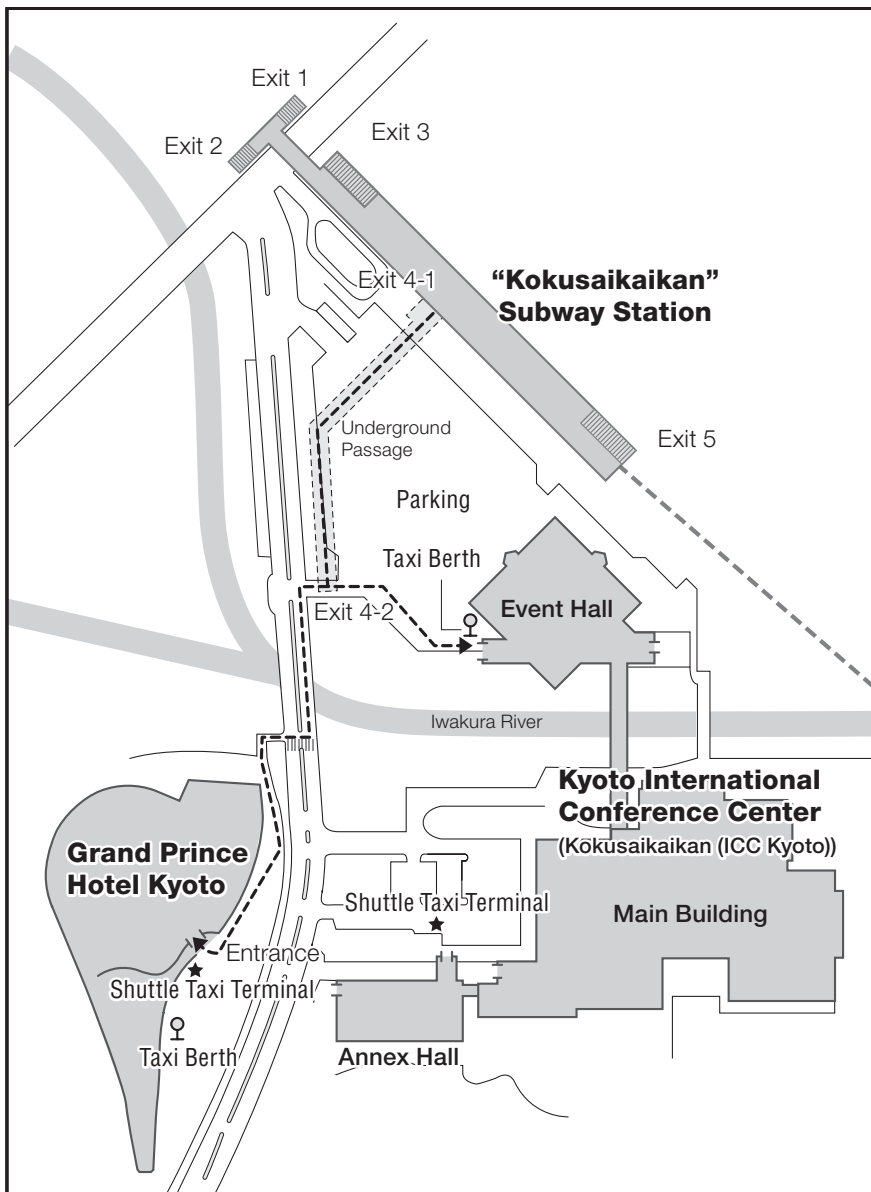 Exit 1
Exit 2
Exit 3
Exit 4-1
“Kokusaikaikan”
Subway Station
Underground
Passage
Exit 5
Parking
Taxi Berth
Event Hall
Exit 4-2
Iwakura River
Kyoto International
Conference Center
(Kokusaikaikan (ICC Kyoto))
Grand Prince
Hotel Kyoto
Shuttle Taxi Terminal
Main Building
Entrance
Shuttle Taxi Terminal
Taxi Berth
Annex Hall